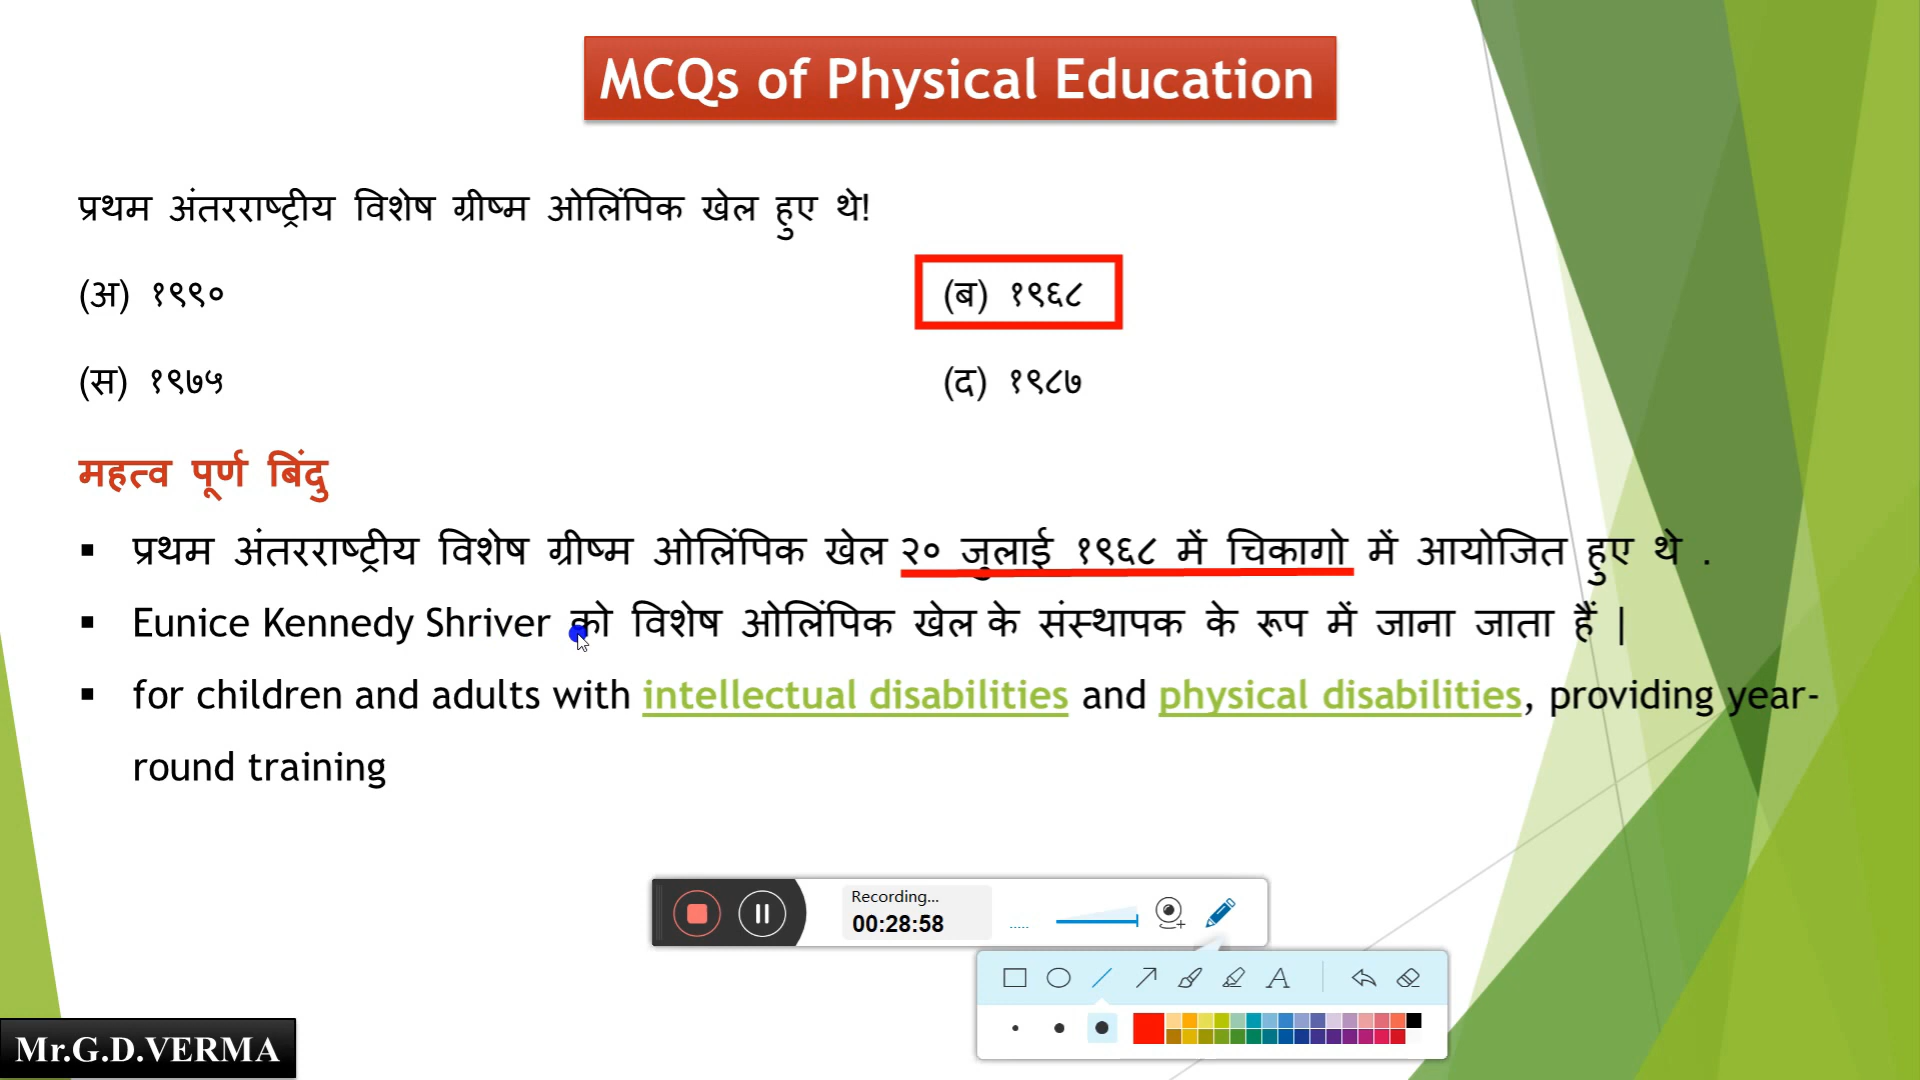 MCQs of Physical Education
प्रथम अंतरराष्ट्रीय विशेष ग्रीष्म ओलिंपिक खेल हुए थे!
(अ) १९९० (ब) १९६८
(स) १९७५ (द) १९८७
महत्व पूर्ण बिंदु
▪ प्रथम अंतरराष्ट्रीय विशेष ग्रीष्म ओलिंपिक खेल २० जुलाई १९६८ में चिकागो में आयोजित हुए थे .
▪ Eunice Kennedy Shriver को विशेष ओलिंपिक खेल के संस्थापक के रूप में जाना जाता हैं |
▪ for children and adults with intellectual disabilities and physical disabilities, providing year-
round training
Recording...
00:28:58
A
Mr.G.D.VERMA